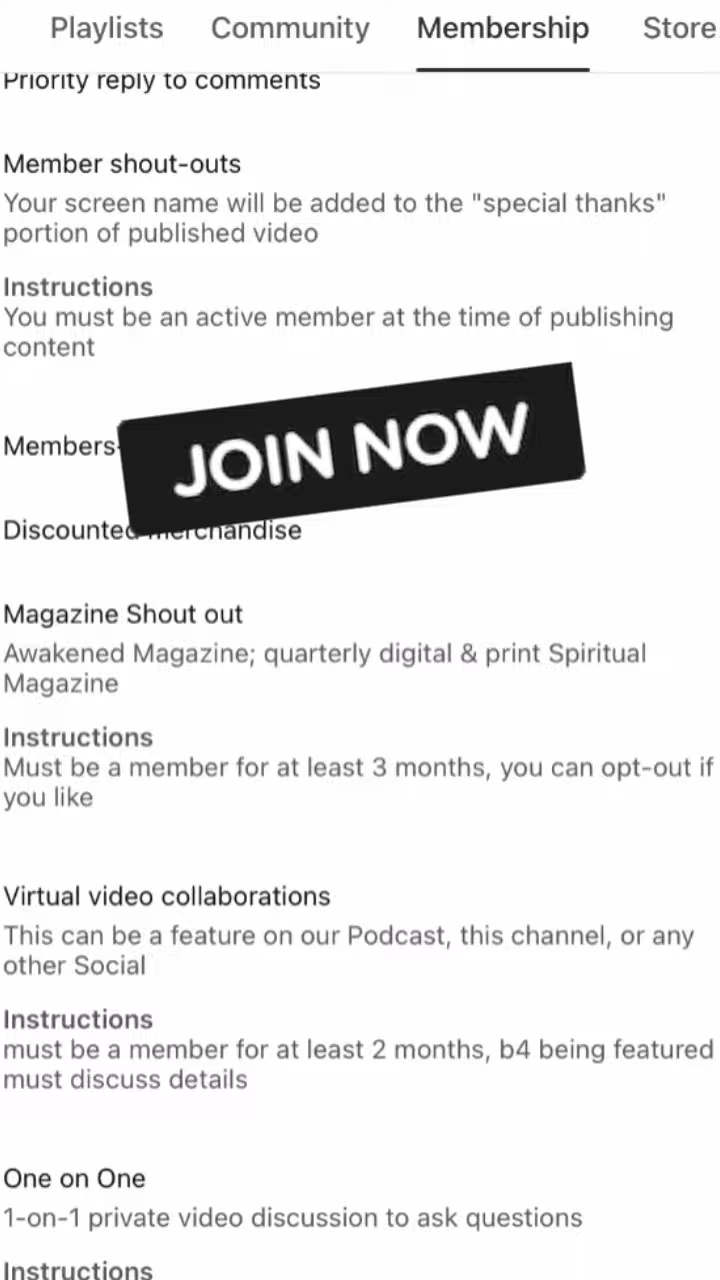 Playlists Community Membership Store
Priority reply to comments
Member shout-outs
Your screen name will be added to the "special thanks"
portion of published video
Instructions
You must be an active member at the time of publishing
content
JOIN NOW
Members-
Discounted merchandise
Magazine Shout out
Awakened Magazine; quarterly digital & print Spiritual
Magazine
Instructions
Must be a member for at least 3 months, you can opt-out if
you like
Virtual video collaborations
This can be a feature on our Podcast, this channel, or any
other Social
Instructions
must be a member for at least 2 months, b4 being featured
must discuss details
One on One
1-on-1 private video discussion to ask questions
Instructions